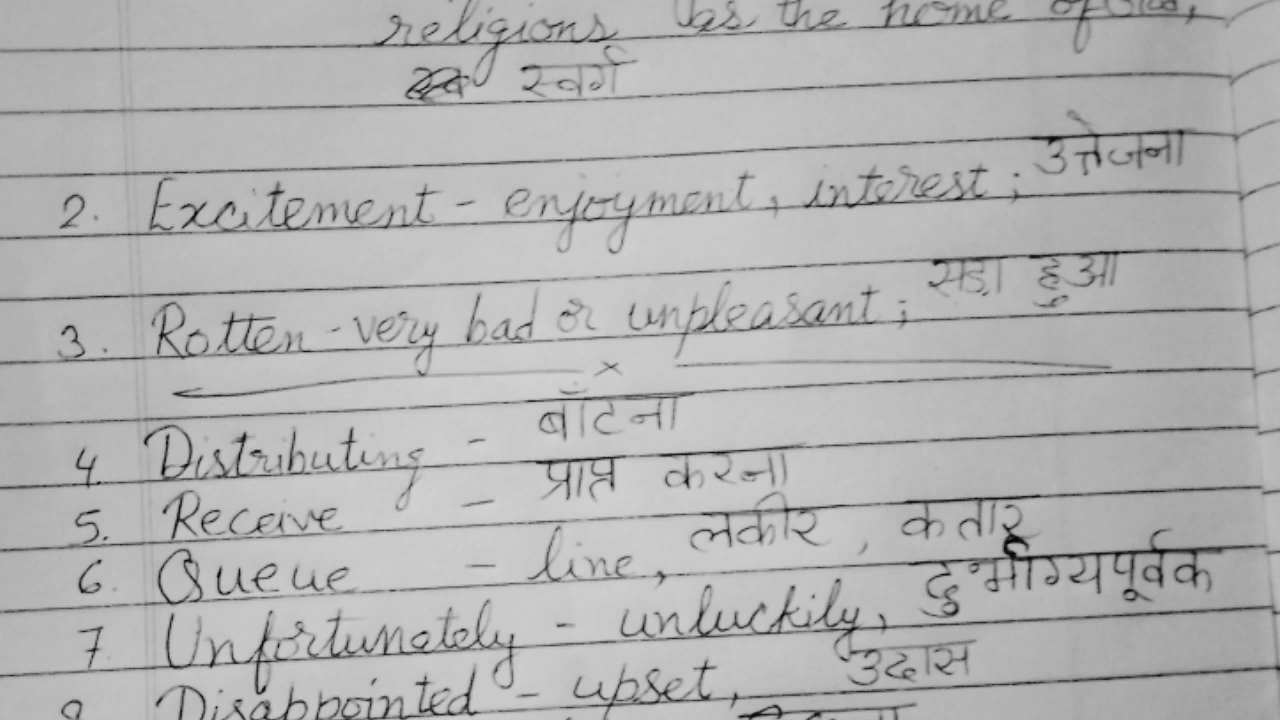 religions as the home of
स्वर्ग
2. Excitement - enjoyment, interest; उत्तेजना
3. Rotten - very bad or unpleasant; सड़ा हुआ
x
4. Distributing - बाँटना
5. Receive - प्राप्त करना
6. Queue - line, लकीर, कतार
7. Unfortunately - unluckily, दुर्भाग्यपूर्वक
8. Disappointed - upset, उदास